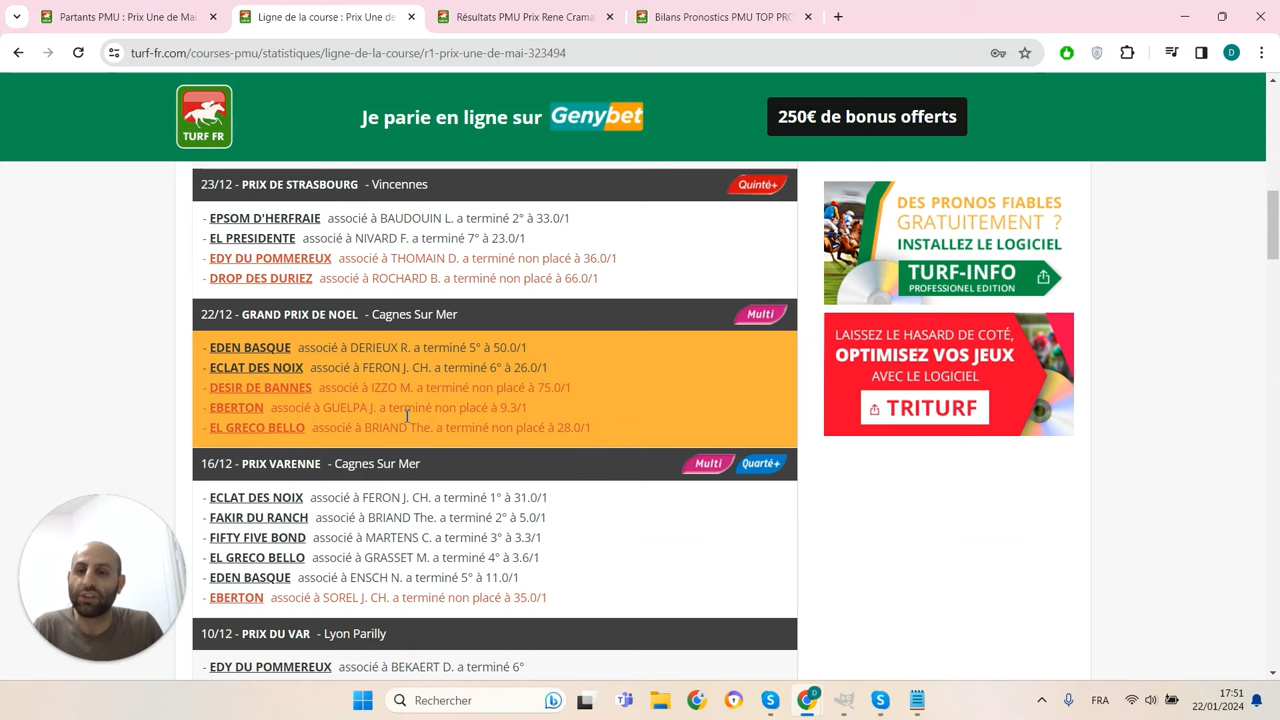 Partants PMU : Prix Une de Mai
Ligne de la course : Prix Une de
Résultats PMU Prix Rene Crama
Bilans Pronostics PMU TOP PRO
turf-fr.com/courses-pmu/statistiques/ligne-de-la-course/r1-prix-une-de-mai-323494
D
TURF FR
Je parie en ligne sur Genybet
250€ de bonus offerts
23/12 - PRIX DE STRASBOURG - Vincennes Quinté+
- EPSOM D'HERFRAIE associé à BAUDOUIN L. a terminé 2° à 33.0/1
- EL PRESIDENTE associé à NIVARD F. a terminé 7° à 23.0/1
- EDY DU POMMEREUX associé à THOMAIN D. a terminé non placé à 36.0/1
- DROP DES DURIEZ associé à ROCHARD B. a terminé non placé à 66.0/1
22/12 - GRAND PRIX DE NOEL - Cagnes Sur Mer Multi
- EDEN BASQUE associé à DERIEUX R. a terminé 5° à 50.0/1
- ECLAT DES NOIX associé à FERON J. CH. a terminé 6° à 26.0/1
- DESIR DE BANNES associé à IZZO M. a terminé non placé à 75.0/1
- EBERTON associé à GUELPA J. a terminé non placé à 9.3/1
- EL GRECO BELLO associé à BRIAND The. a terminé non placé à 28.0/1
16/12 - PRIX VARENNE - Cagnes Sur Mer Multi Quarté+
- ECLAT DES NOIX associé à FERON J. CH. a terminé 1° à 31.0/1
- FAKIR DU RANCH associé à BRIAND The. a terminé 2° à 5.0/1
- FIFTY FIVE BOND associé à MARTENS C. a terminé 3° à 3.3/1
- EL GRECO BELLO associé à GRASSET M. a terminé 4° à 3.6/1
- EDEN BASQUE associé à ENSCH N. a terminé 5° à 11.0/1
- EBERTON associé à SOREL J. CH. a terminé non placé à 35.0/1
10/12 - PRIX DU VAR - Lyon Parilly
- EDY DU POMMEREUX associé à BEKAERT D. a terminé 6°
DES PRONOS FIABLES
GRATUITEMENT ?
INSTALLEZ LE LOGICIEL
TURF-INFO
PROFESIONEL EDITION
LAISSEZ LE HASARD DE COTÉ,
OPTIMISEZ VOS JEUX
AVEC LE LOGICIEL
TRITURF
Rechercher
FRA
17:51
22/01/2024